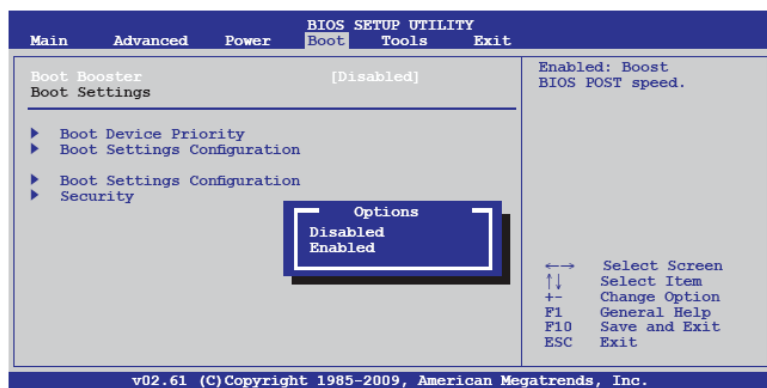 BIOS SETUP UTILITY
Main Advanced Power Boot Tools Exit
Boot Booster [Disabled]
Boot Settings
Boot Device Priority
Boot Settings Configuration
Boot Settings Configuration
Security
Options
Disabled
Enabled
Enabled: Boost
BIOS POST speed.
←→ Select Screen
↑↓ Select Item
+- Change Option
F1 General Help
F10 Save and Exit
ESC Exit
v02.61 (C)Copyright 1985-2009, American Megatrends, Inc.